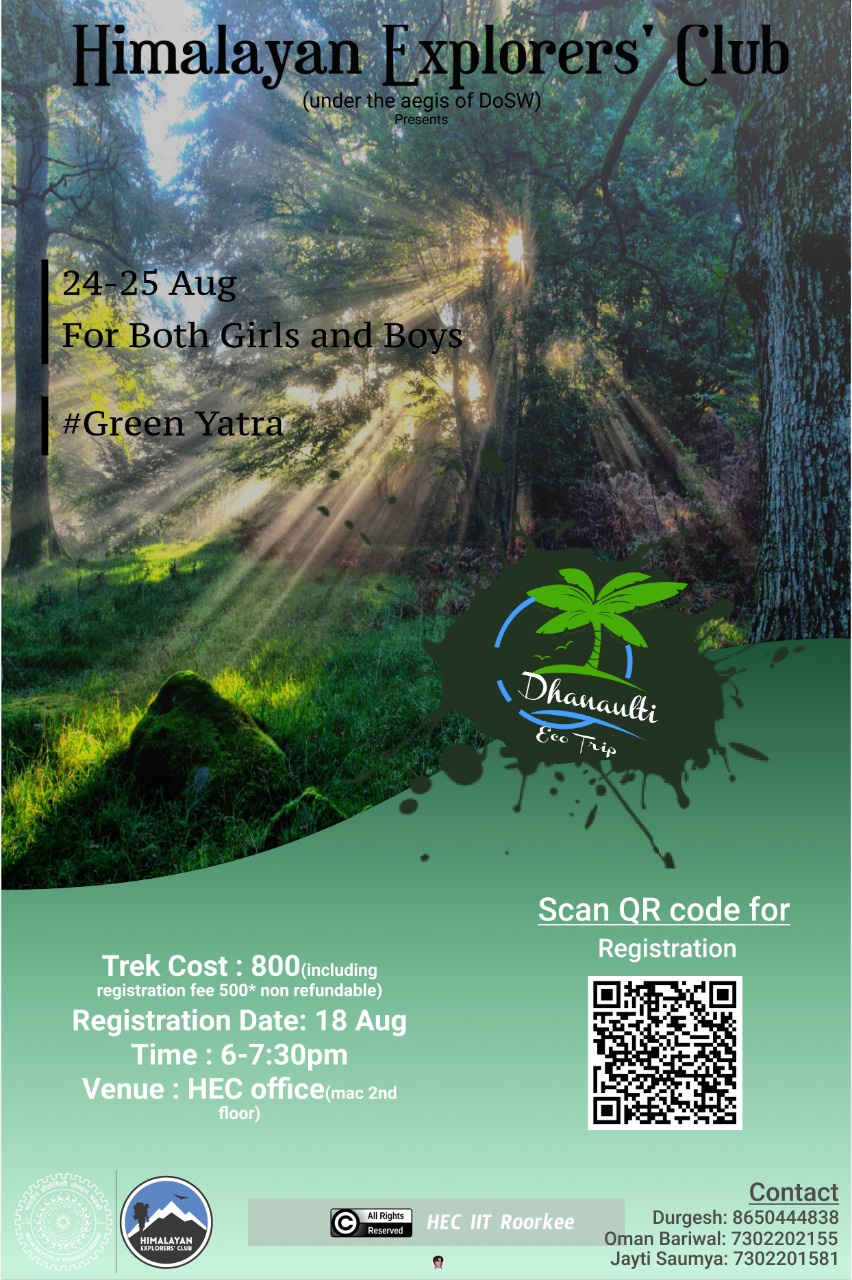 Himalayan Explorers' Club
(under the aegis of DoSW)
Presents
24-25 Aug
For Both Girls and Boys
#Green Yatra
Dhanaulti
Eco Trip
Scan QR code for
Registration
Trek Cost : 800(including
registration fee 500* non refundable)
Registration Date: 18 Aug
Time : 6-7:30pm
Venue : HEC office(mac 2nd
floor)
HIMALAYAN
EXPLORERS' CLUB
All Rights
Reserved
HEC IIT Roorkee
Contact
Durgesh: 8650444838
Oman Bariwal: 7302202155
Jayti Saumya: 7302201581